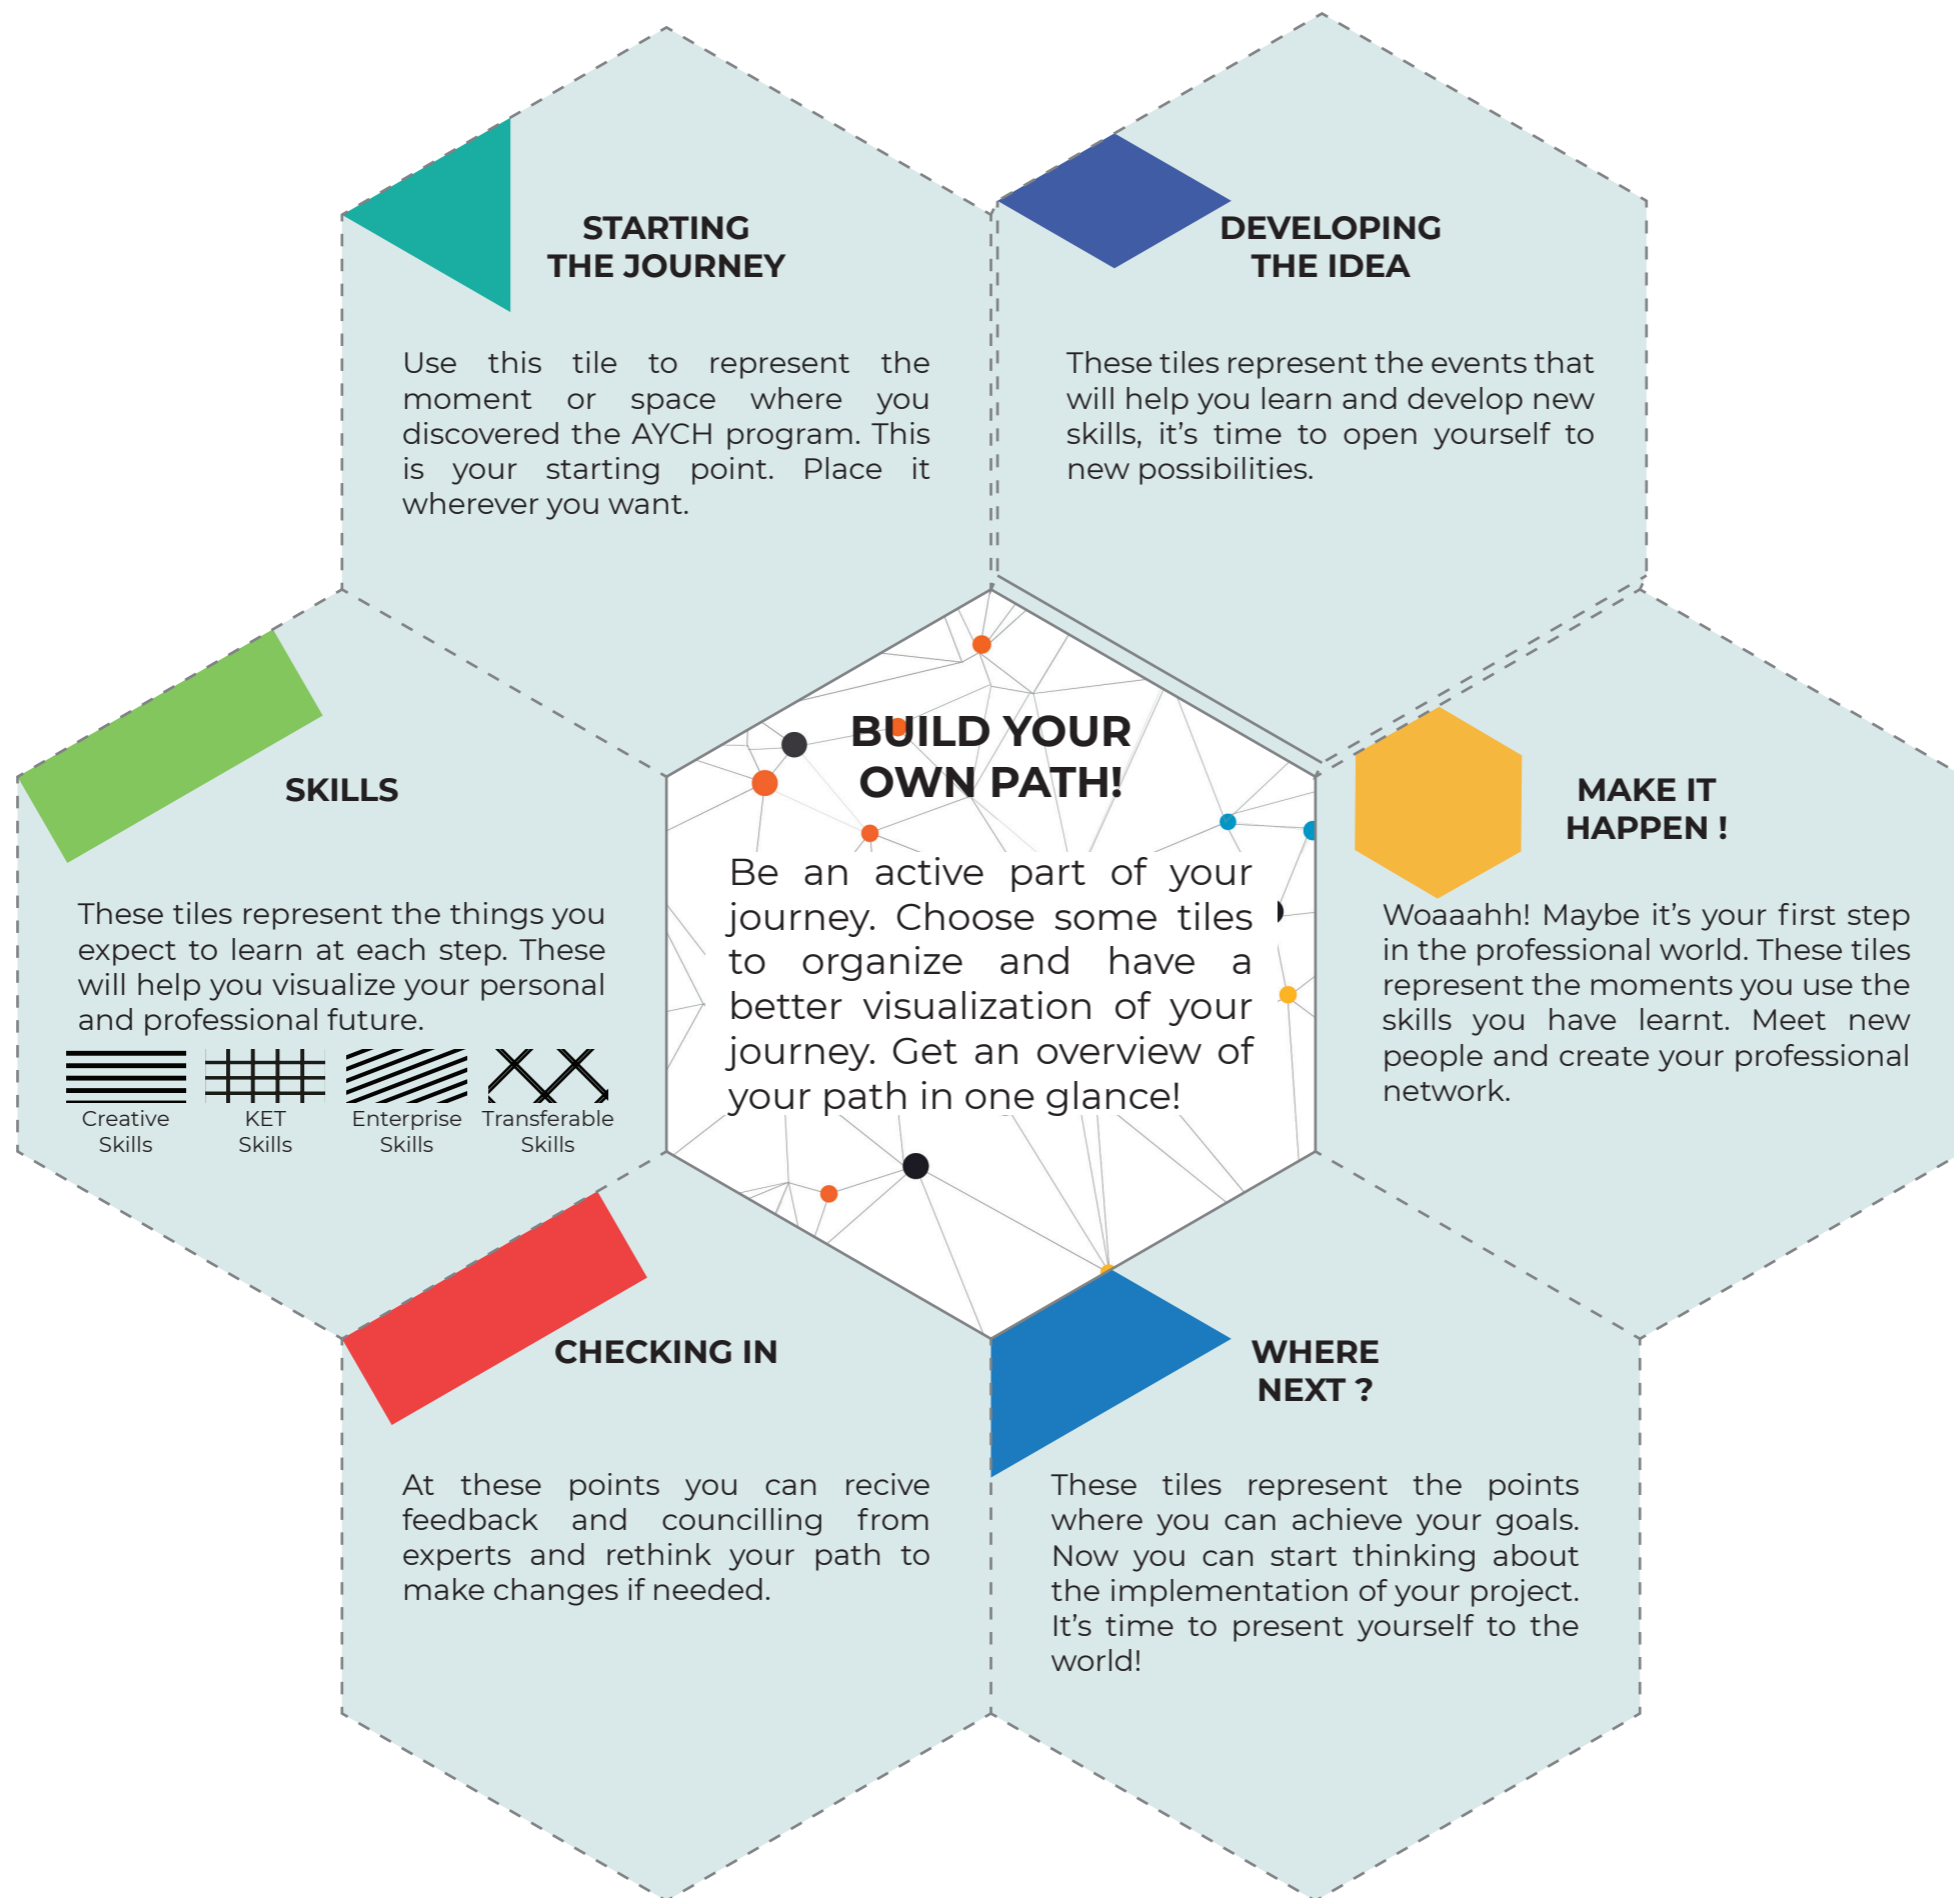 STARTING
THE JOURNEY
Use this tile to represent the
moment or space where you
discovered the AYCH program. This
is your starting point. Place it
wherever you want.
DEVELOPING
THE IDEA
These tiles represent the events that
will help you learn and develop new
skills, it's time to open yourself to
new possibilities.
SKILLS
These tiles represent the things you
expect to learn at each step. These
will help you visualize your personal
and professional future.
Creative
Skills
KET
Skills
Enterprise
Skills
Transferable
Skills
BUILD YOUR
OWN PATH!
Be an active part of your
journey. Choose some tiles
to organize and have a
better visualization of your
journey. Get an overview of
your path in one glance!
MAKE IT
HAPPEN !
Woaaahh! Maybe it's your first step
in the professional world. These tiles
represent the moments you use the
skills you have learnt. Meet new
people and create your professional
network.
CHECKING IN
At these points you can recive
feedback and councilling from
experts and rethink your path to
make changes if needed.
WHERE
NEXT ?
These tiles represent the points
where you can achieve your goals.
Now you can start thinking about
the implementation of your project.
It's time to present yourself to the
world!